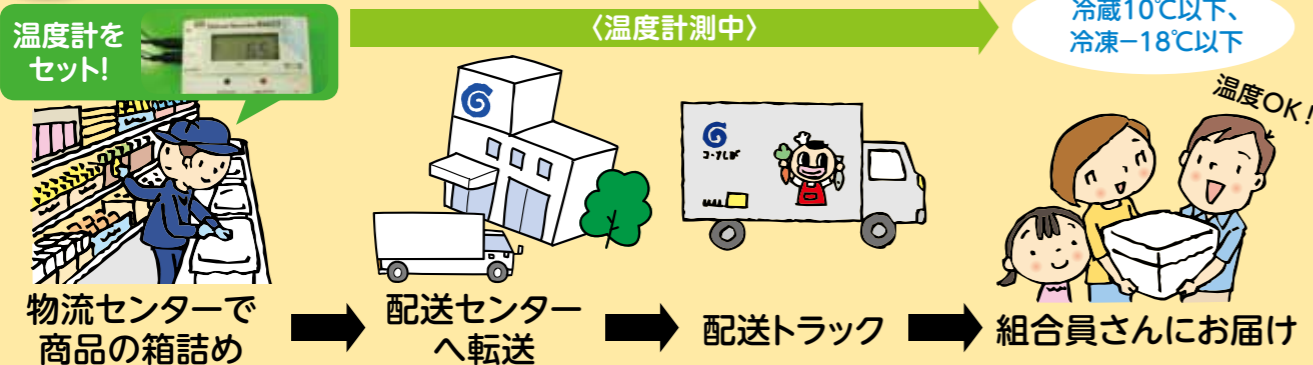 温度計を
セット!
〈温度計測中〉
冷蔵10℃以下、
冷凍−18℃以下
温度OK!
コープしが
物流センターで
商品の箱詰め
配送センター
へ転送
配送トラック
組合員さんにお届け